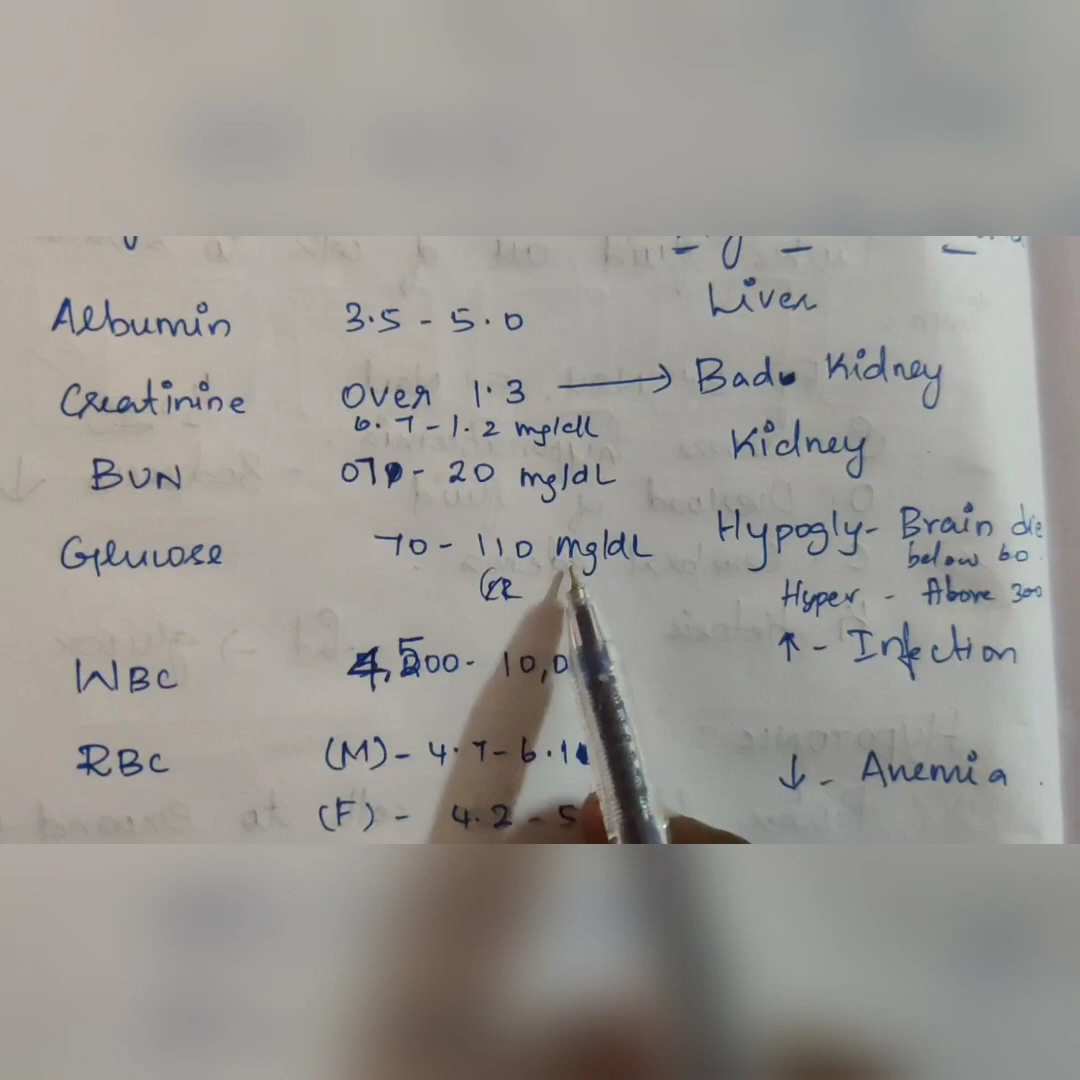 Liver
Albumin 3.5 - 5.0
Creatinine Over 1.3 → Bad Kidney
0.7 - 1.2 mg/dL
Kidney
BUN 07 - 20 mg/dL
Glucose 70 - 110 mg/dL Hypogly - Brain die
below 60
Hyper - Above 300
WBC 4,500 - 10,0 ↑ - Infection
RBC (M) - 4.7 - 6.1 ↓ - Anemia
(F) - 4.2 - 5